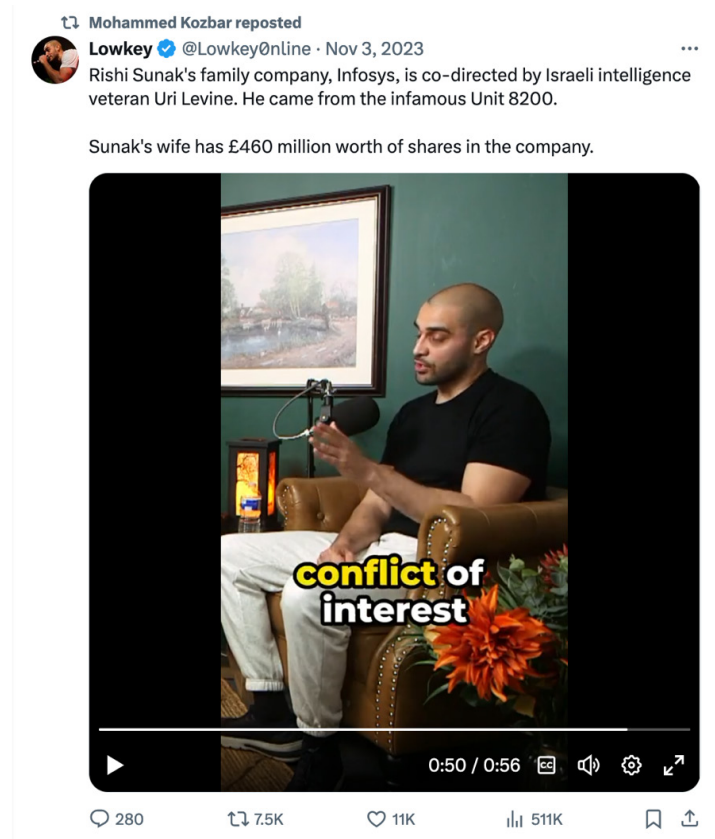 Mohammed Kozbar reposted
Lowkey @Lowkey0nline · Nov 3, 2023
Rishi Sunak's family company, Infosys, is co-directed by Israeli intelligence
veteran Uri Levine. He came from the infamous Unit 8200.
Sunak's wife has £460 million worth of shares in the company.
conflict of
interest
0:50 / 0:56 CC
280 7.5K 11K 511K